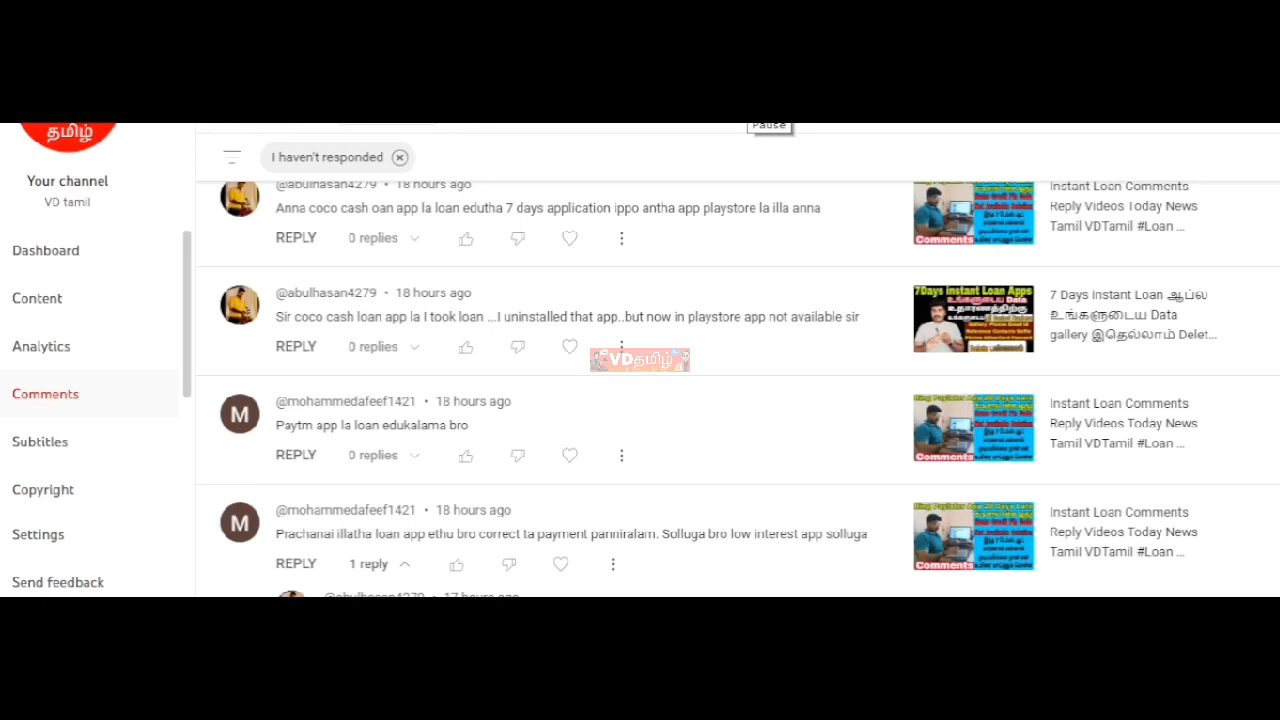 தமிழ்
Pause
Your channel
VD tamil
Dashboard
Content
Analytics
Comments
Subtitles
Copyright
Settings
Send feedback
I haven't responded
@abulhasan4279 • 18 hours ago
Anna coco cash oan app la loan edutha 7 days application ippo antha app playstore la illa anna
REPLY 0 replies
Comments
Instant Loan Comments
Reply Videos Today News
Tamil VDTamil #Loan ...
@abulhasan4279 • 18 hours ago
Sir coco cash loan app la I took loan ...I uninstalled that app..but now in playstore app not available sir
REPLY 0 replies
7Days Instant Loan Apps
உங்களுடைய Data
7 Days Instant Loan ஆப்ல
உங்களுடைய Data
gallery இதெல்லாம் Delet...
VDதமிழ்
@mohammedafeef1421 • 18 hours ago
M
Paytm app la loan edukalama bro
REPLY 0 replies
Comments
Instant Loan Comments
Reply Videos Today News
Tamil VDTamil #Loan ...
@mohammedafeef1421 • 18 hours ago
M
Prachanai illatha loan app ethu bro correct ta payment panniralam. Solluga bro low interest app solluga
REPLY 1 reply
Comments
Instant Loan Comments
Reply Videos Today News
Tamil VDTamil #Loan ...
@abulhasan4279 • 17 hours ago